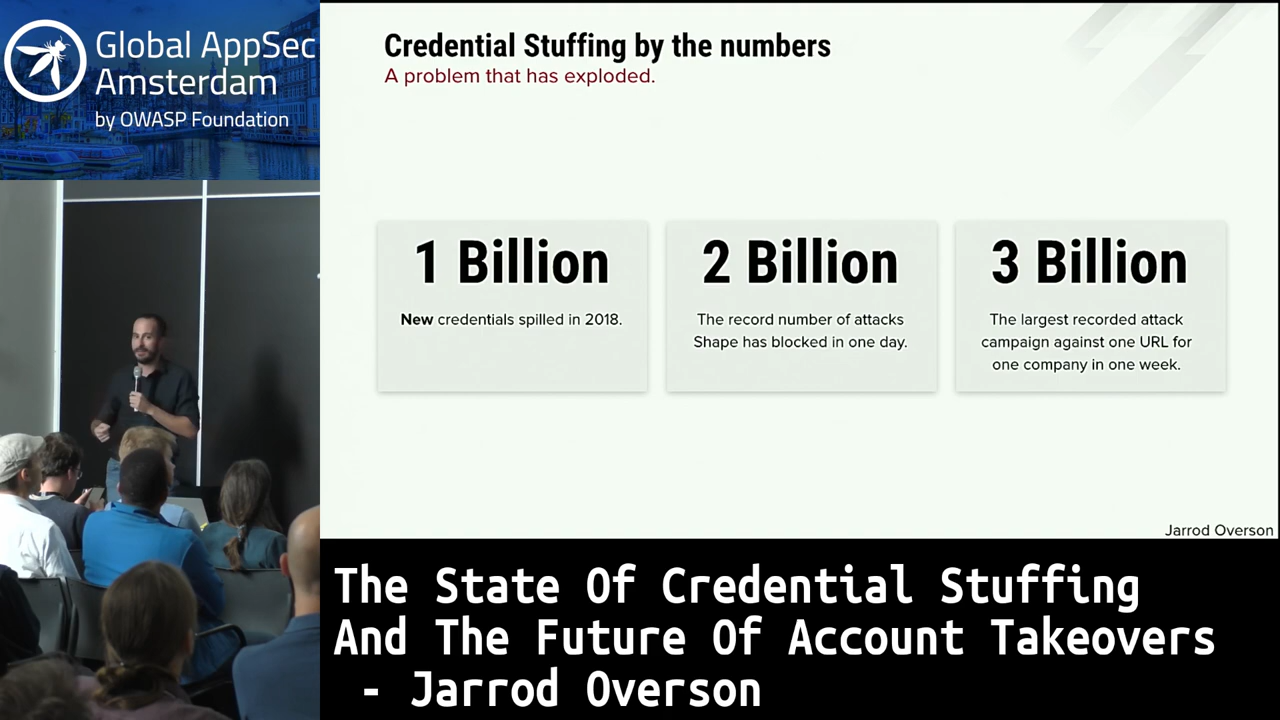 Global AppSec
Amsterdam
by OWASP Foundation
Credential Stuffing by the numbers
A problem that has exploded.
1 Billion
New credentials spilled in 2018.
2 Billion
The record number of attacks
Shape has blocked in one day.
3 Billion
The largest recorded attack
campaign against one URL for
one company in one week.
Jarrod Overson
The State Of Credential Stuffing
And The Future Of Account Takeovers
- Jarrod Overson